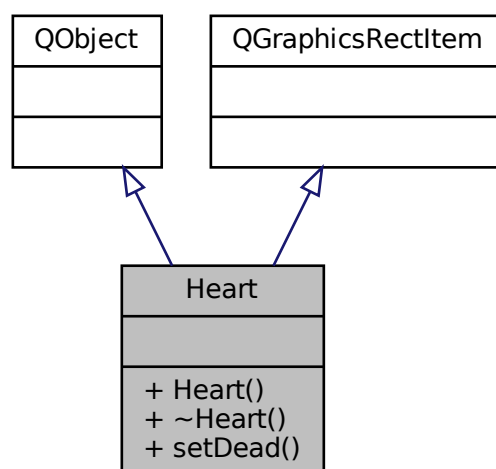 QObject
QGraphicsRectItem
Heart
+ Heart()
+ ~Heart()
+ setDead()